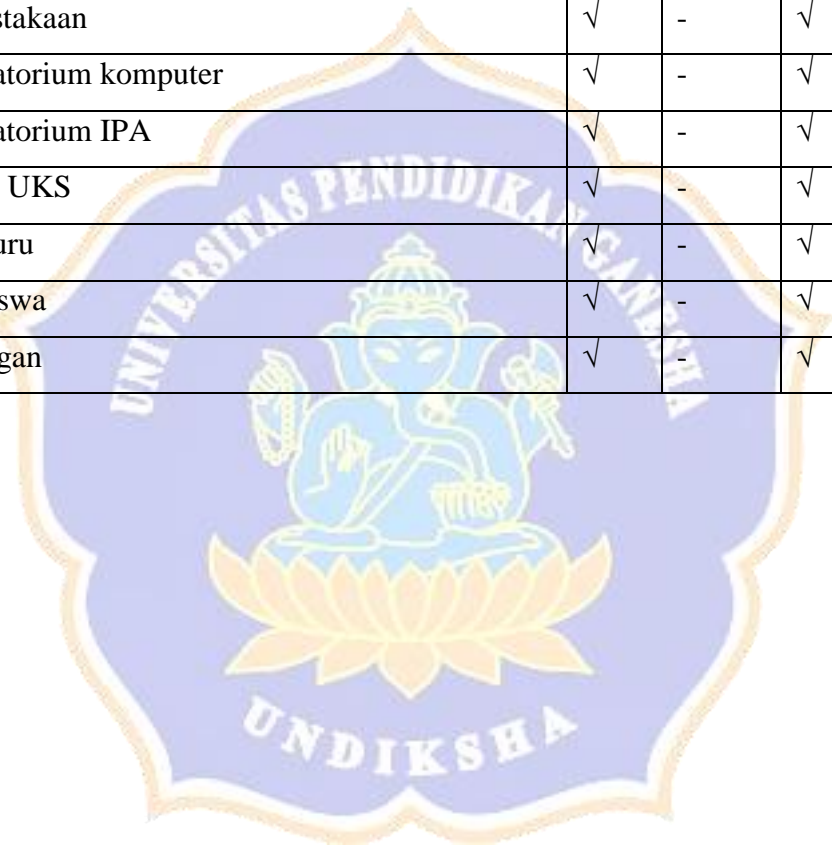 stakaan √ - √
atorium komputer √ - √
atorium IPA √ - √
UKS √ - √
uru √ - √
swa √ - √
gan √ - √
UNIVERSITAS PENDIDIKAN GANESHA
UNDIKSHA